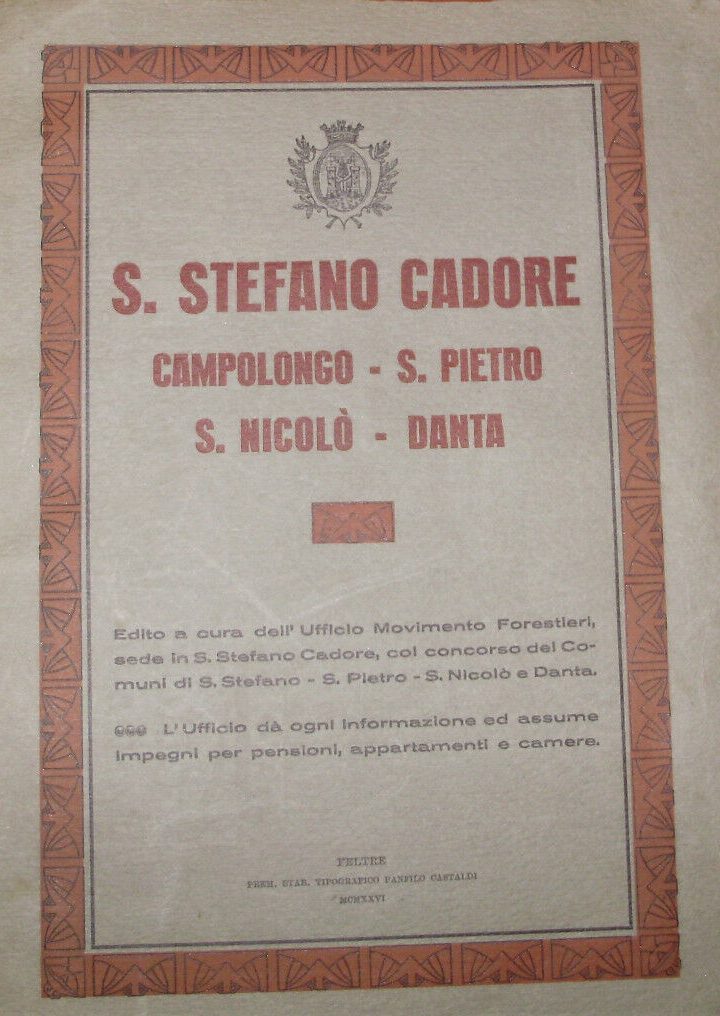 S. STEFANO CADORE
CAMPOLONGO - S. PIETRO
S. NICOLÒ - DANTA
Edito a cura dell' Ufficio Movimento Forestieri,
sede in S. Stefano Cadore, col concorso dei Co-
muni di S. Stefano - S. Pietro - S. Nicolò e Danta.
L'Ufficio dà ogni informazione ed assume
impegni per pensioni, appartamenti e camere.
FELTRE
PREM. STAB. TIPOGRAFICO PANFILO CASTALDI
MCMXXVI